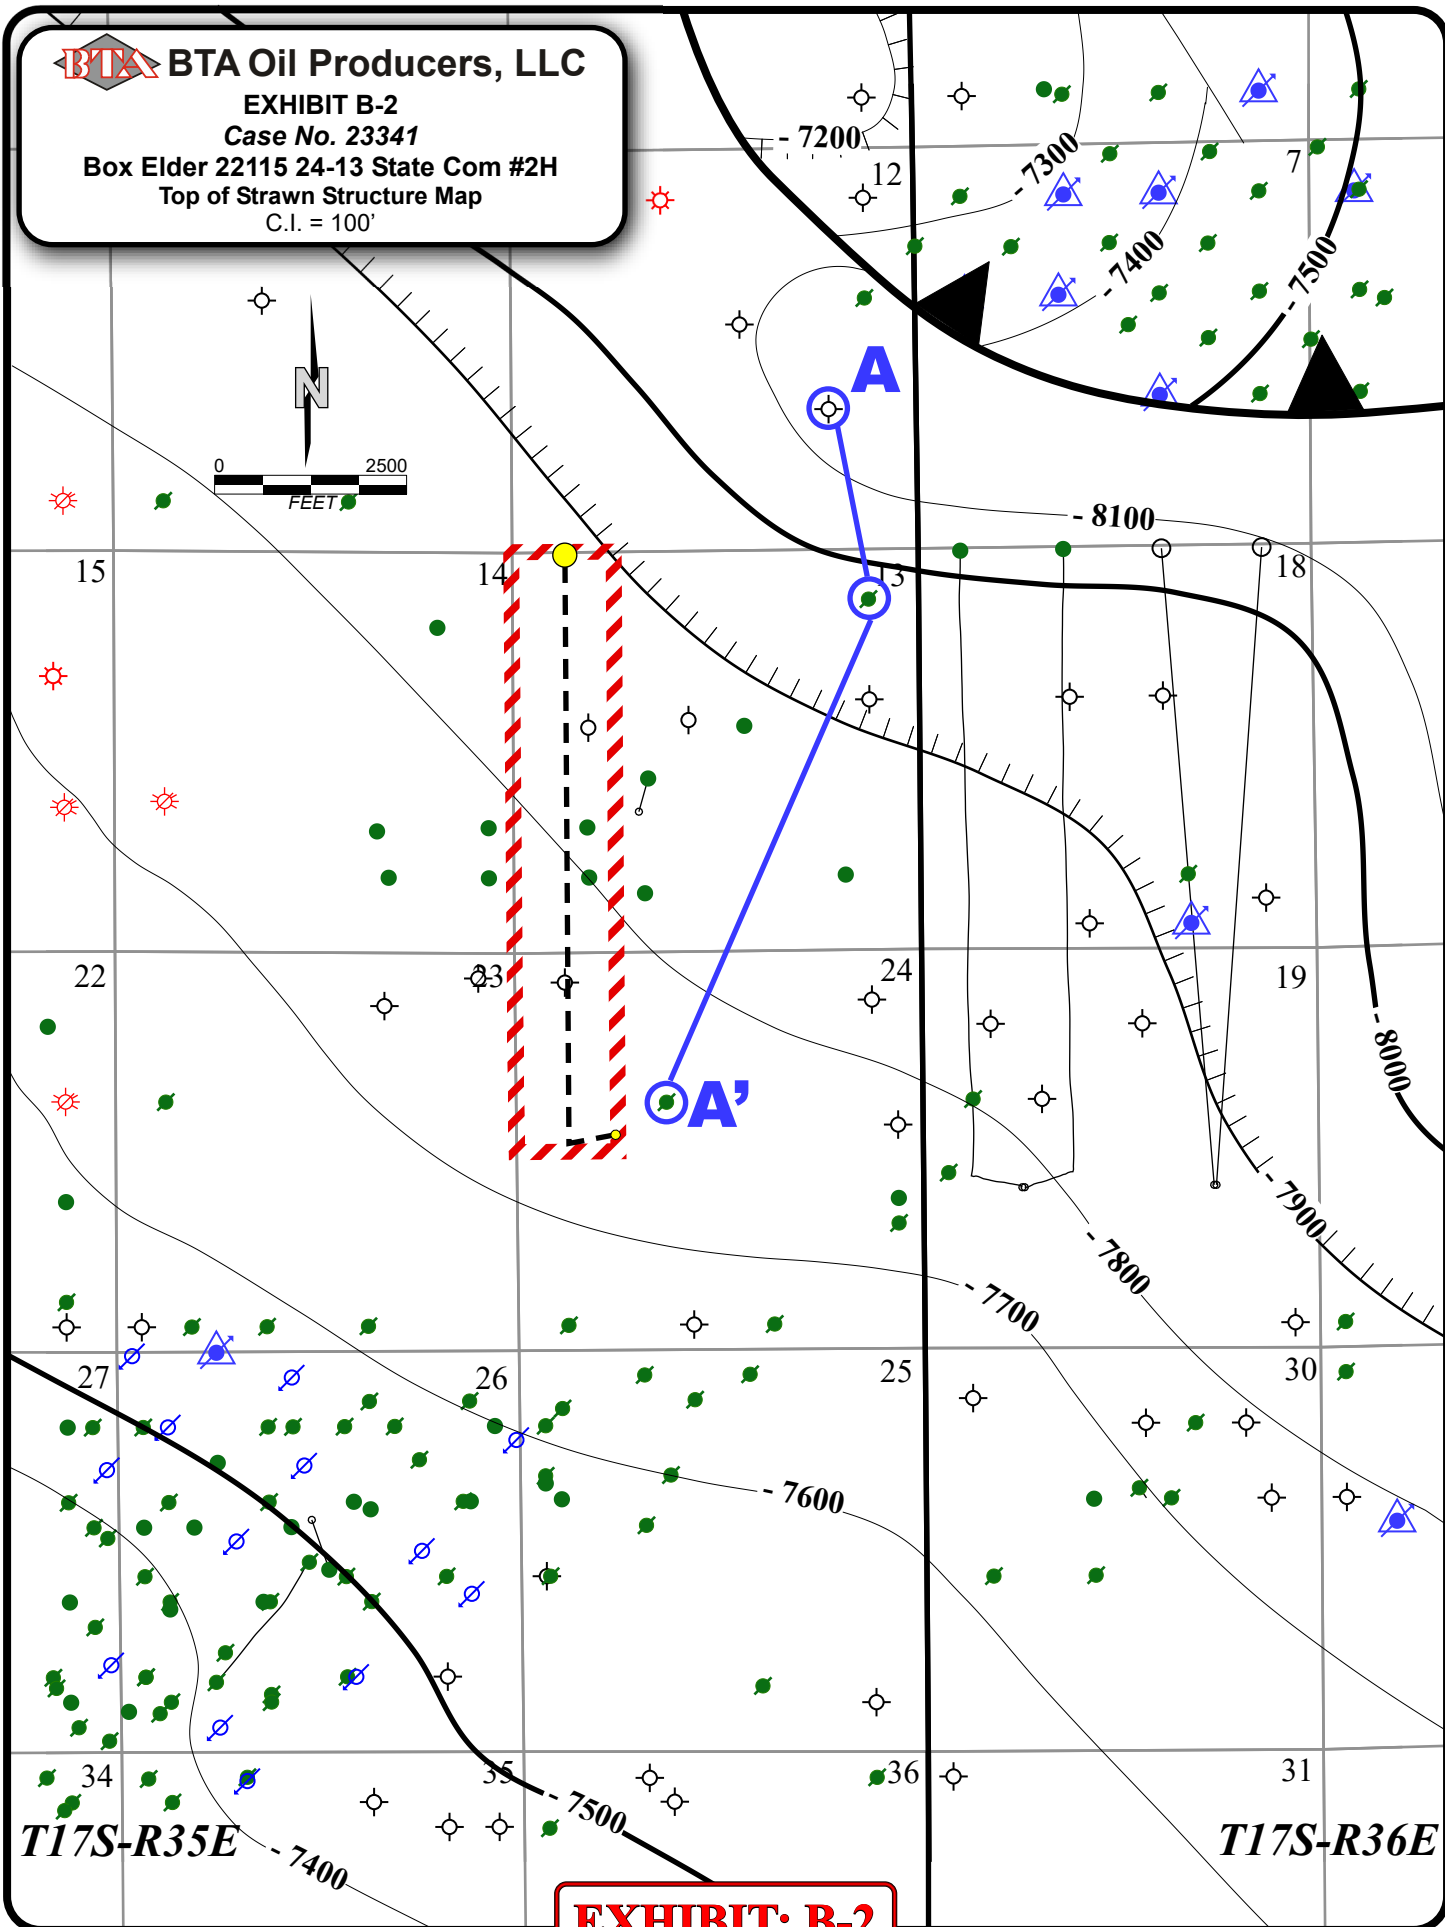 BTA BTA Oil Producers, LLC
EXHIBIT B-2
Case No. 23341
Box Elder 22115 24-13 State Com #2H
Top of Strawn Structure Map
C.I. = 100'
- 7200
- 7300
12
7
- 7400
- 7500
A
N
0 2500
FEET
- 8100
15
14
13
18
22
23
24
19
- 8000
A'
- 7900
- 7800
- 7700
27
26
25
30
- 7600
34
35
36
31
- 7500
T17S-R35E
T17S-R36E
- 7400
EXHIBIT: B-2